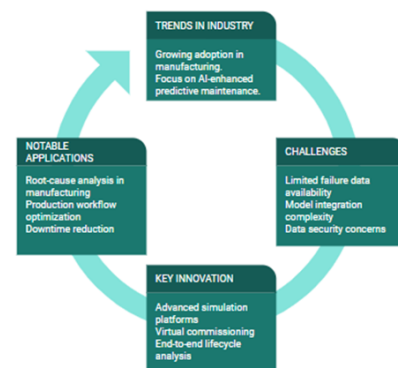 TRENDS IN INDUSTRY
Growing adoption in
manufacturing.
Focus on AI-enhanced
predictive maintenance.
CHALLENGES
Limited failure data
availability
Model integration
complexity
Data security concerns
KEY INNOVATION
Advanced simulation
platforms
Virtual commissioning
End-to-end lifecycle
analysis
NOTABLE
APPLICATIONS
Root-cause analysis in
manufacturing
Production workflow
optimization
Downtime reduction